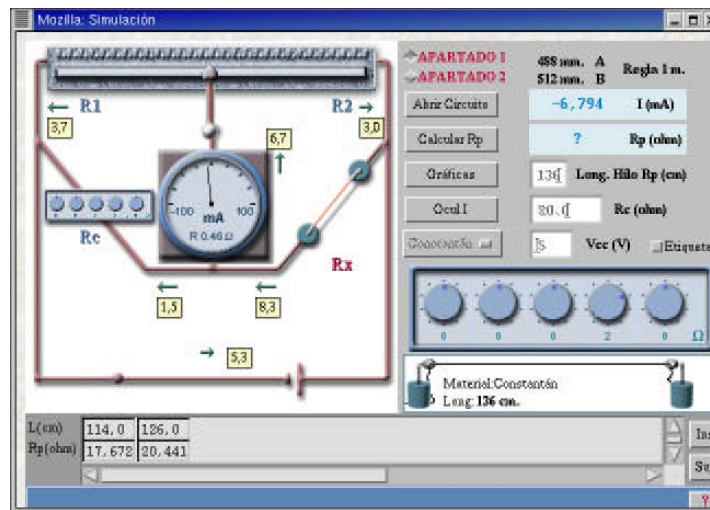 Mozilla: Simulación
← R1
R2 →
3,7
3,0
6,7
-100
100
mA
R 0.46 Ω
Rc
Rx
1,5
8,3
5,3
APARTADO 1
APARTADO 2
488 mm. A
512 mm. B
Regla 1 m.
Abrir Circuito
-6,794 I (mA)
Calcular Rp
? Rp (ohm)
Gráficas
136 Long. Hilo Rp (cm)
Ocul I
20.0 Rc (ohm)
Constantán
5 Vcc (V)
Etiqueta
0 0 0 2 0 Ω
Material:Constantán
Long: 136 cm.
L(cm) 114,0 126,0
Rp(ohm) 17,672 20,441
?